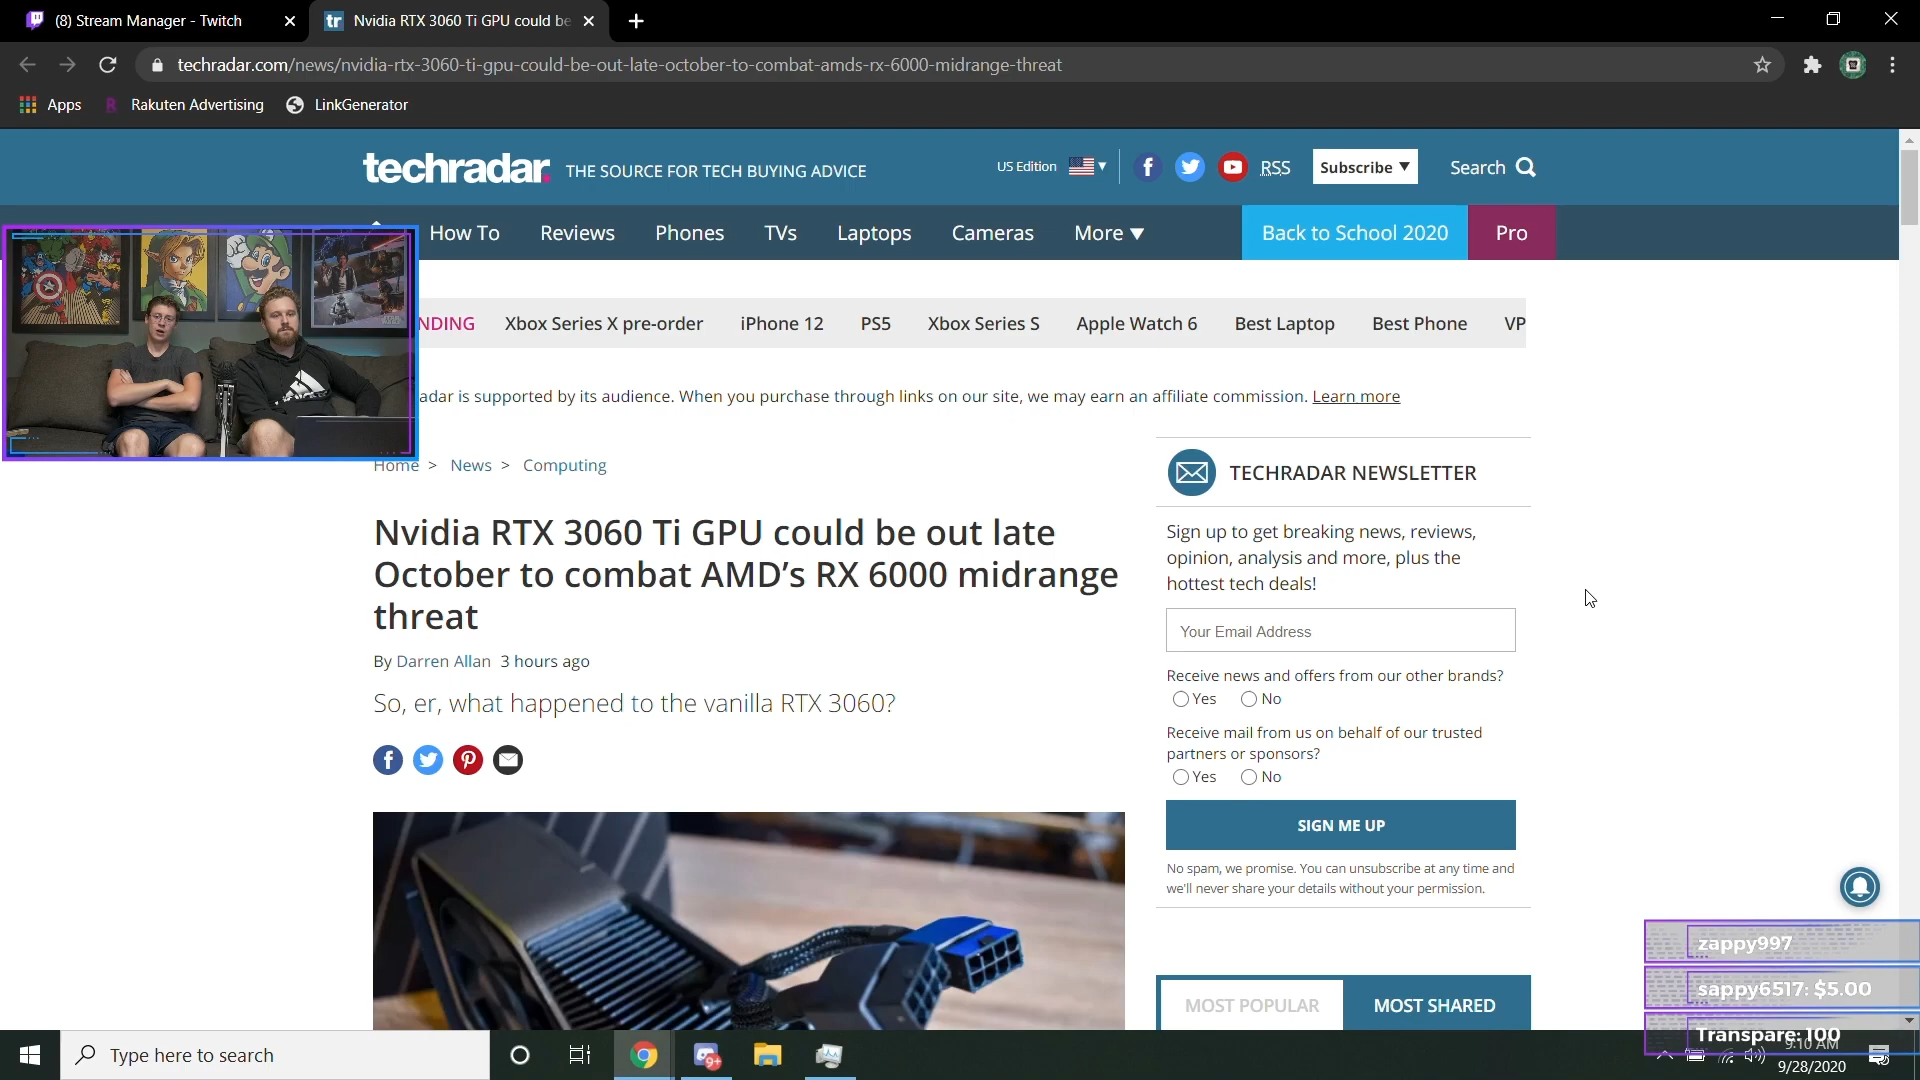 (8) Stream Manager - Twitch
Nvidia RTX 3060 Ti GPU could be
techradar.com/news/nvidia-rtx-3060-ti-gpu-could-be-out-late-october-to-combat-amds-rx-6000-midrange-threat
Apps
Rakuten Advertising
LinkGenerator
techradar.
THE SOURCE FOR TECH BUYING ADVICE
US Edition
RSS
Subscribe
Search
How To
Reviews
Phones
TVs
Laptops
Cameras
More
Back to School 2020
Pro
NDING
Xbox Series X pre-order
iPhone 12
PS5
Xbox Series S
Apple Watch 6
Best Laptop
Best Phone
VP
adar is supported by its audience. When you purchase through links on our site, we may earn an affiliate commission. Learn more
Home > News > Computing
Nvidia RTX 3060 Ti GPU could be out late
October to combat AMD’s RX 6000 midrange
threat
By Darren Allan 3 hours ago
So, er, what happened to the vanilla RTX 3060?
TECHRADAR NEWSLETTER
Sign up to get breaking news, reviews,
opinion, analysis and more, plus the
hottest tech deals!
Your Email Address
Receive news and offers from our other brands?
Yes
No
Receive mail from us on behalf of our trusted
partners or sponsors?
Yes
No
SIGN ME UP
No spam, we promise. You can unsubscribe at any time and
we'll never share your details without your permission.
MOST POPULAR
MOST SHARED
zappy997
sappy6517: $5.00
Transpare: 100
Type here to search
9+
9:10 AM
9/28/2020